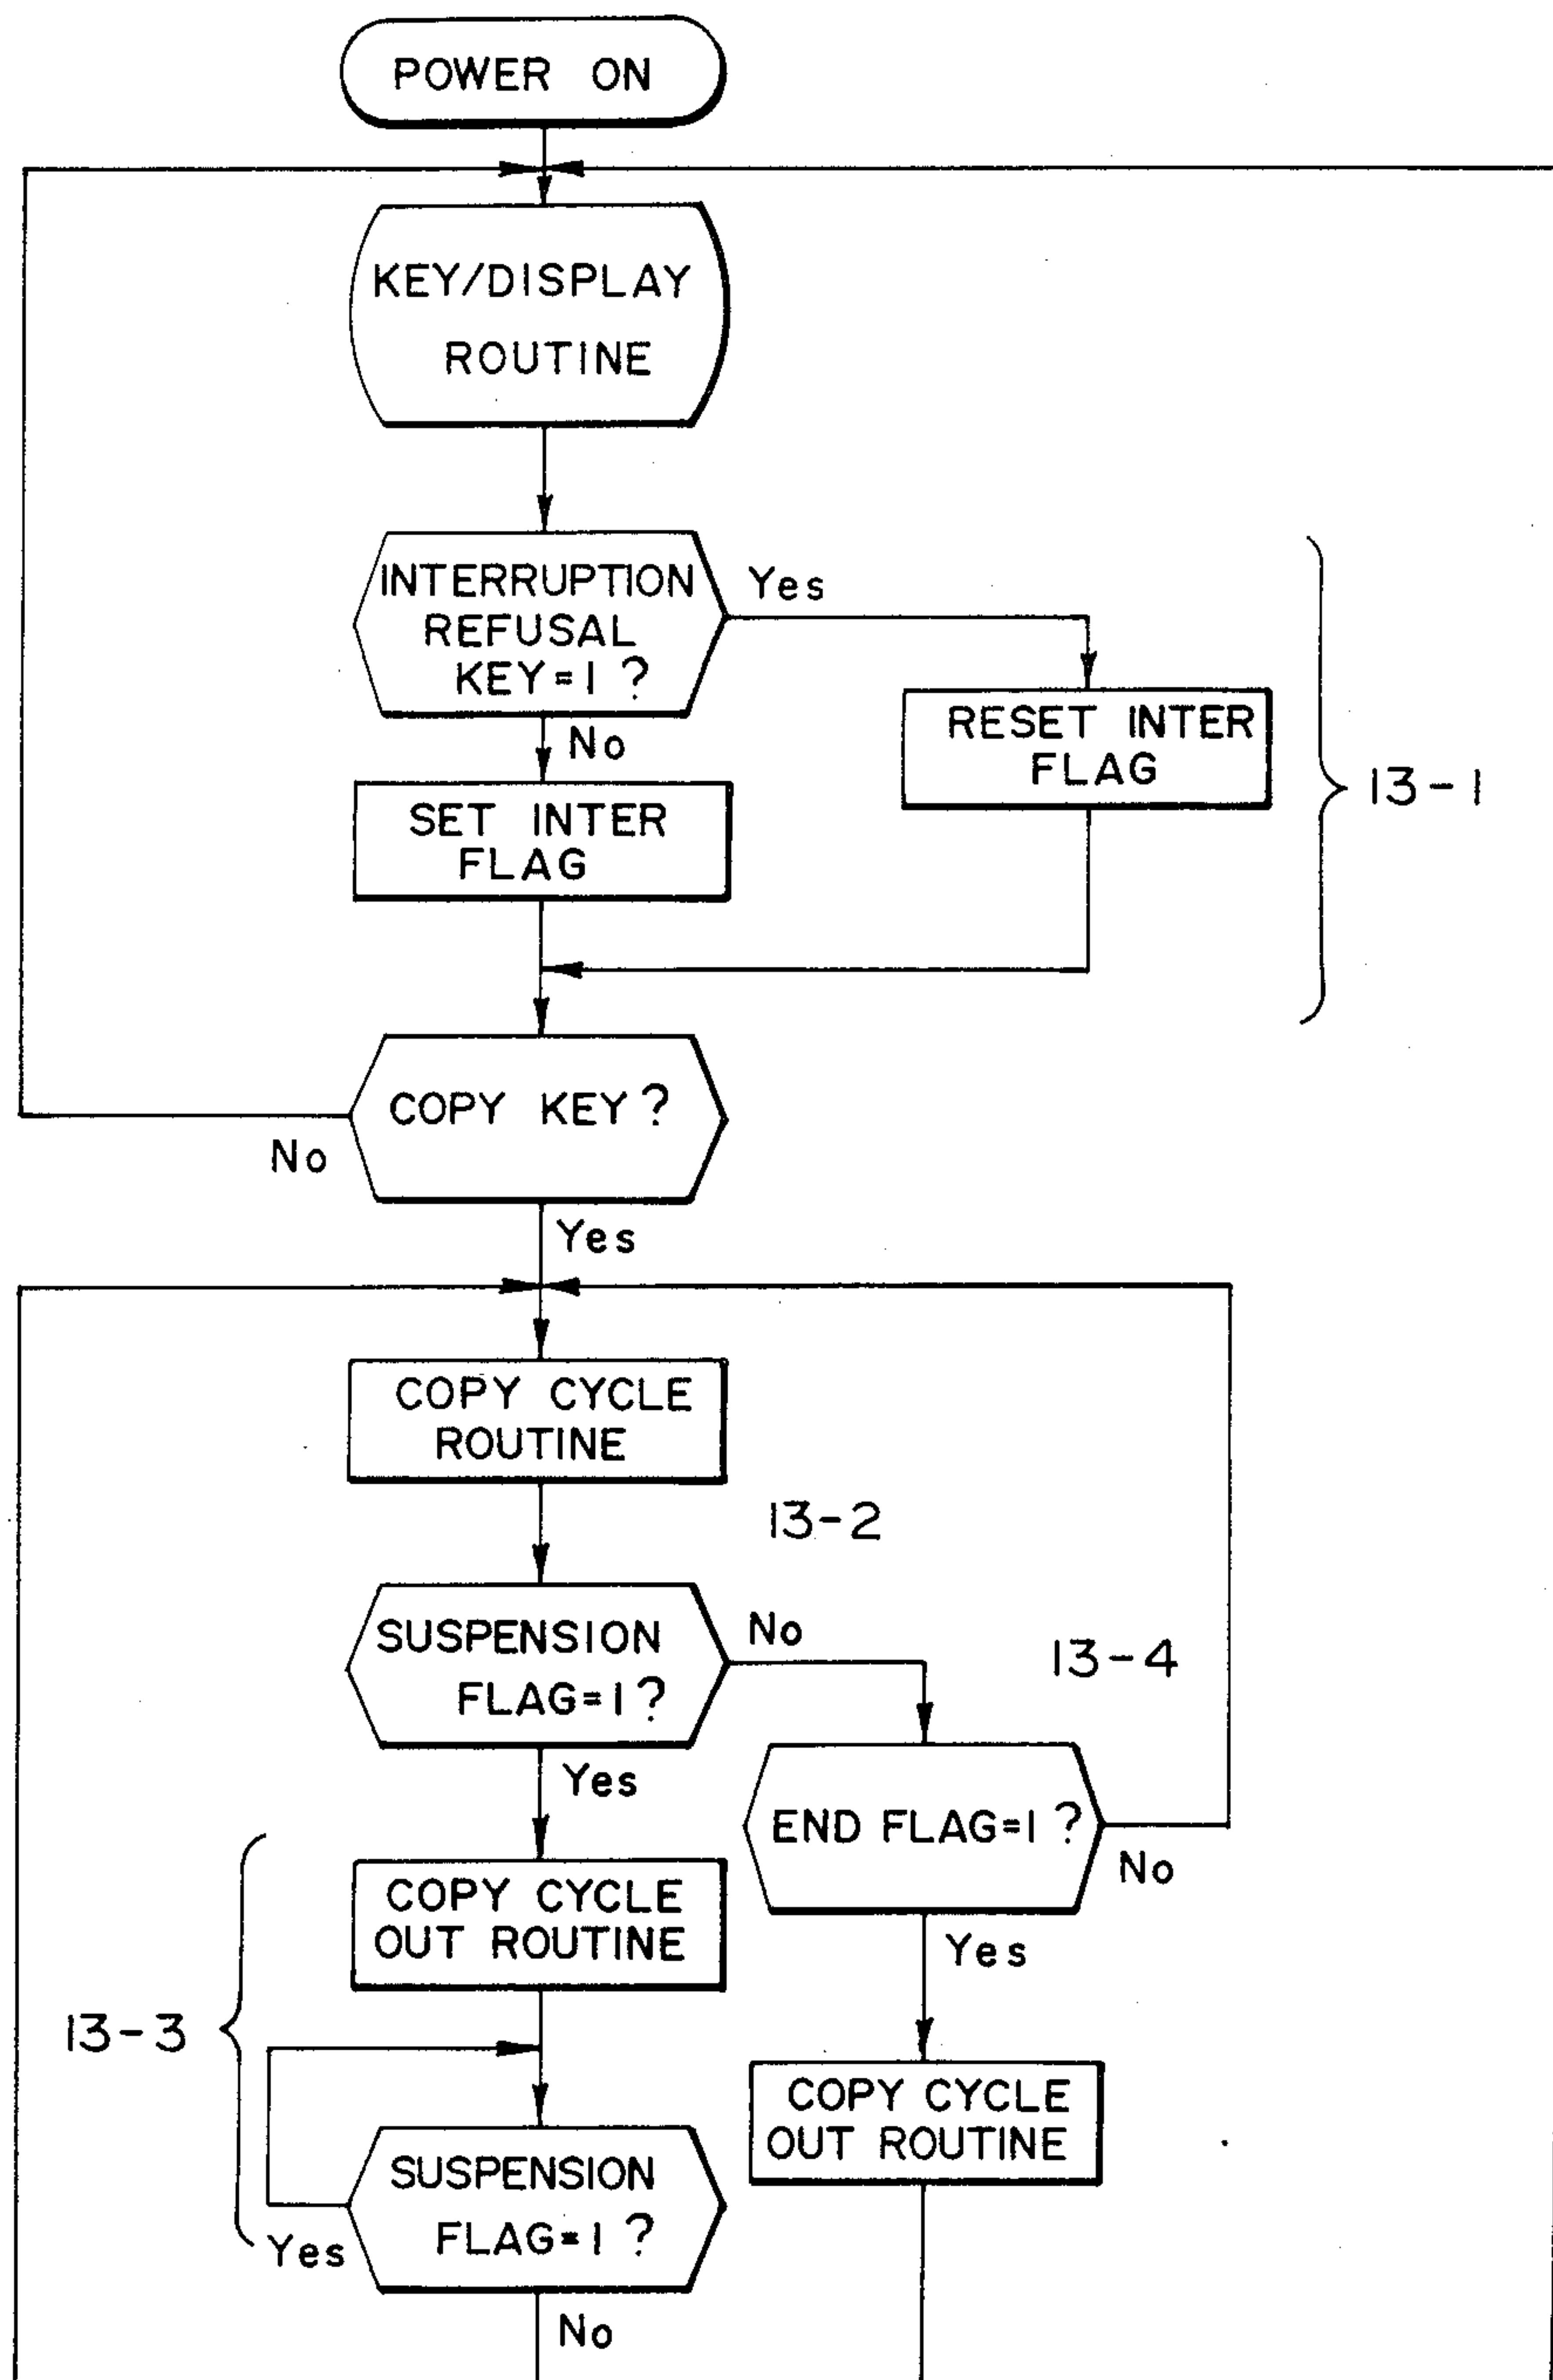 POWER ON
KEY/DISPLAY
ROUTINE
INTERRUPTION
REFUSAL
KEY=1 ?
Yes
No
RESET INTER
FLAG
13-1
SET INTER
FLAG
COPY KEY?
No
Yes
COPY CYCLE
ROUTINE
13-2
SUSPENSION
FLAG=1?
No
13-4
Yes
END FLAG=1 ?
No
COPY CYCLE
OUT ROUTINE
Yes
13-3
COPY CYCLE
OUT ROUTINE
SUSPENSION
FLAG=1 ?
Yes
No